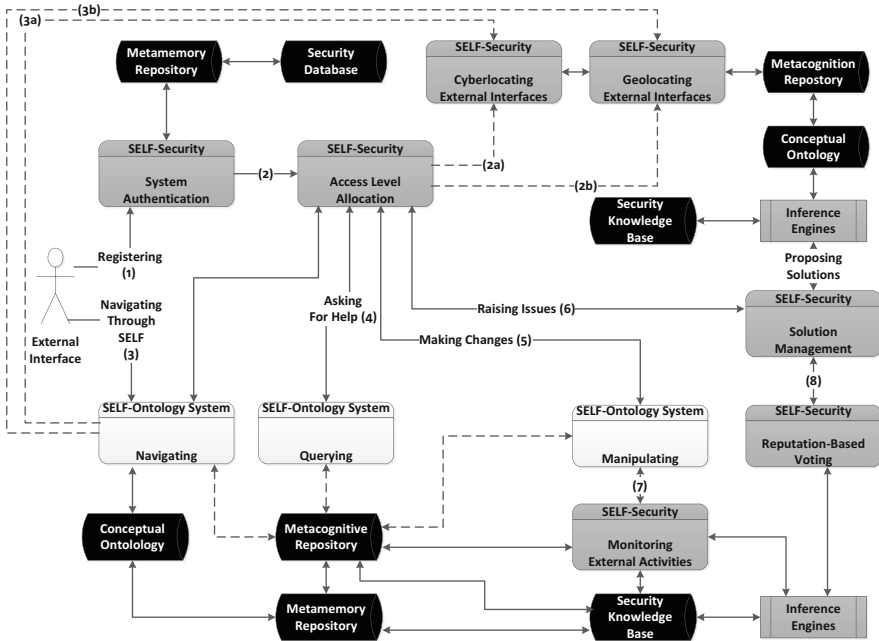 (3b)
(3a)
Metamemory
Repository
Security
Database
SELF-Security
Cyberlocating
External Interfaces
SELF-Security
Geolocating
External Interfaces
Metacognition
Repostory
SELF-Security
System
Authentication
(2)
SELF-Security
Access Level
Allocation
(2a)
(2b)
Conceptual
Ontology
Security
Knowledge
Base
Inference
Engines
Registering
(1)
Proposing
Solutions
Navigating
Through
SELF
(3)
External
Interface
Asking
For Help (4)
Raising Issues (6)
Making Changes (5)
SELF-Security
Solution
Management
(8)
SELF-Ontology System
Navigating
SELF-Ontology System
Querying
SELF-Ontology System
Manipulating
SELF-Security
Reputation-Based
Voting
(7)
Conceptual
Ontolology
Metacognitive
Repository
SELF-Security
Monitoring
External Activities
Metamemory
Repository
Security
Knowledge
Base
Inference
Engines